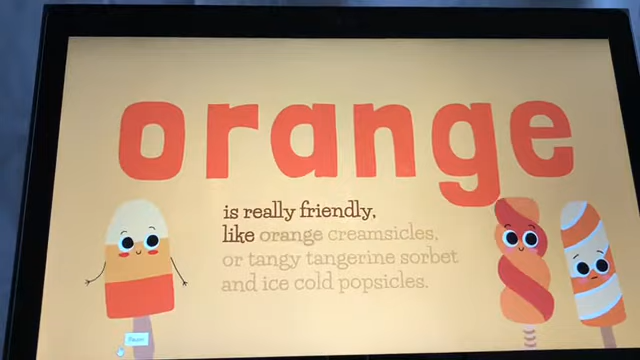 orange
is really friendly,
like orange creamsicles,
or tangy tangerine sorbet
and ice cold popsicles.